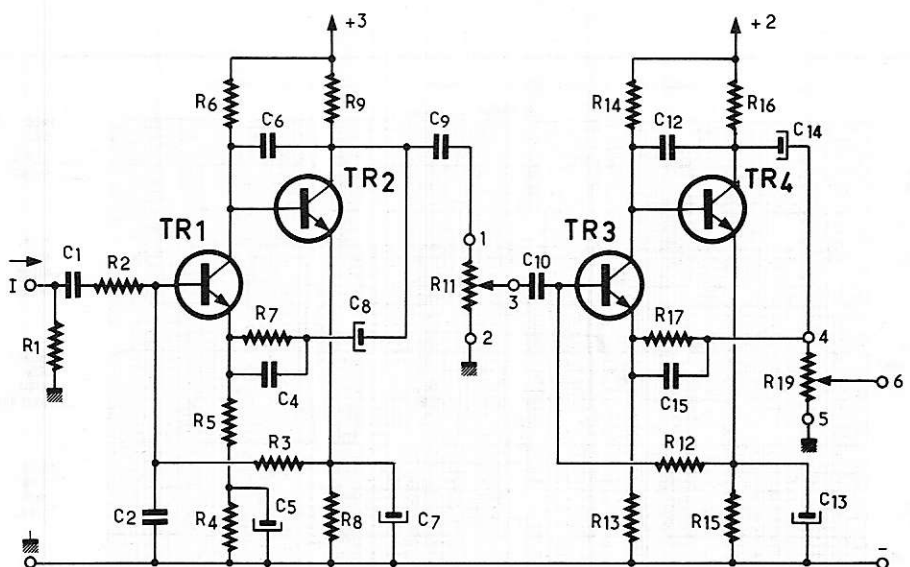 +3
+2
R6
C6
R9
C9
R14
C12
R16
C14
TR2
TR4
TR1
TR3
C1
R2
I
R1
R7
C8
C4
R5
1
R11
3
C10
2
R17
4
C15
R19
6
5
R3
R12
C2
R4
C5
R8
C7
R13
R15
C13
-